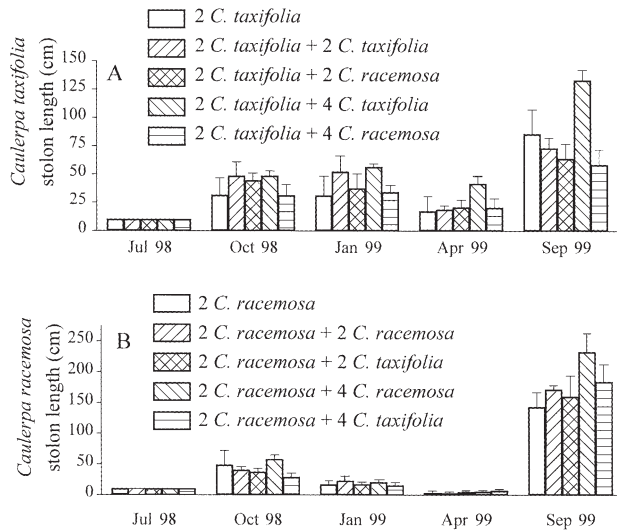 A
2 C. taxifolia
2 C. taxifolia + 2 C. taxifolia
2 C. taxifolia + 2 C. racemosa
2 C. taxifolia + 4 C. taxifolia
2 C. taxifolia + 4 C. racemosa
Caulerpa taxifolia
stolon length (cm)
150
125
100
75
50
25
0
Jul 98 Oct 98 Jan 99 Apr 99 Sep 99
B
2 C. racemosa
2 C. racemosa + 2 C. racemosa
2 C. racemosa + 2 C. taxifolia
2 C. racemosa + 4 C. racemosa
2 C. racemosa + 4 C. taxifolia
Caulerpa racemosa
stolon length (cm)
250
200
150
100
50
0
Jul 98 Oct 98 Jan 99 Apr 99 Sep 99